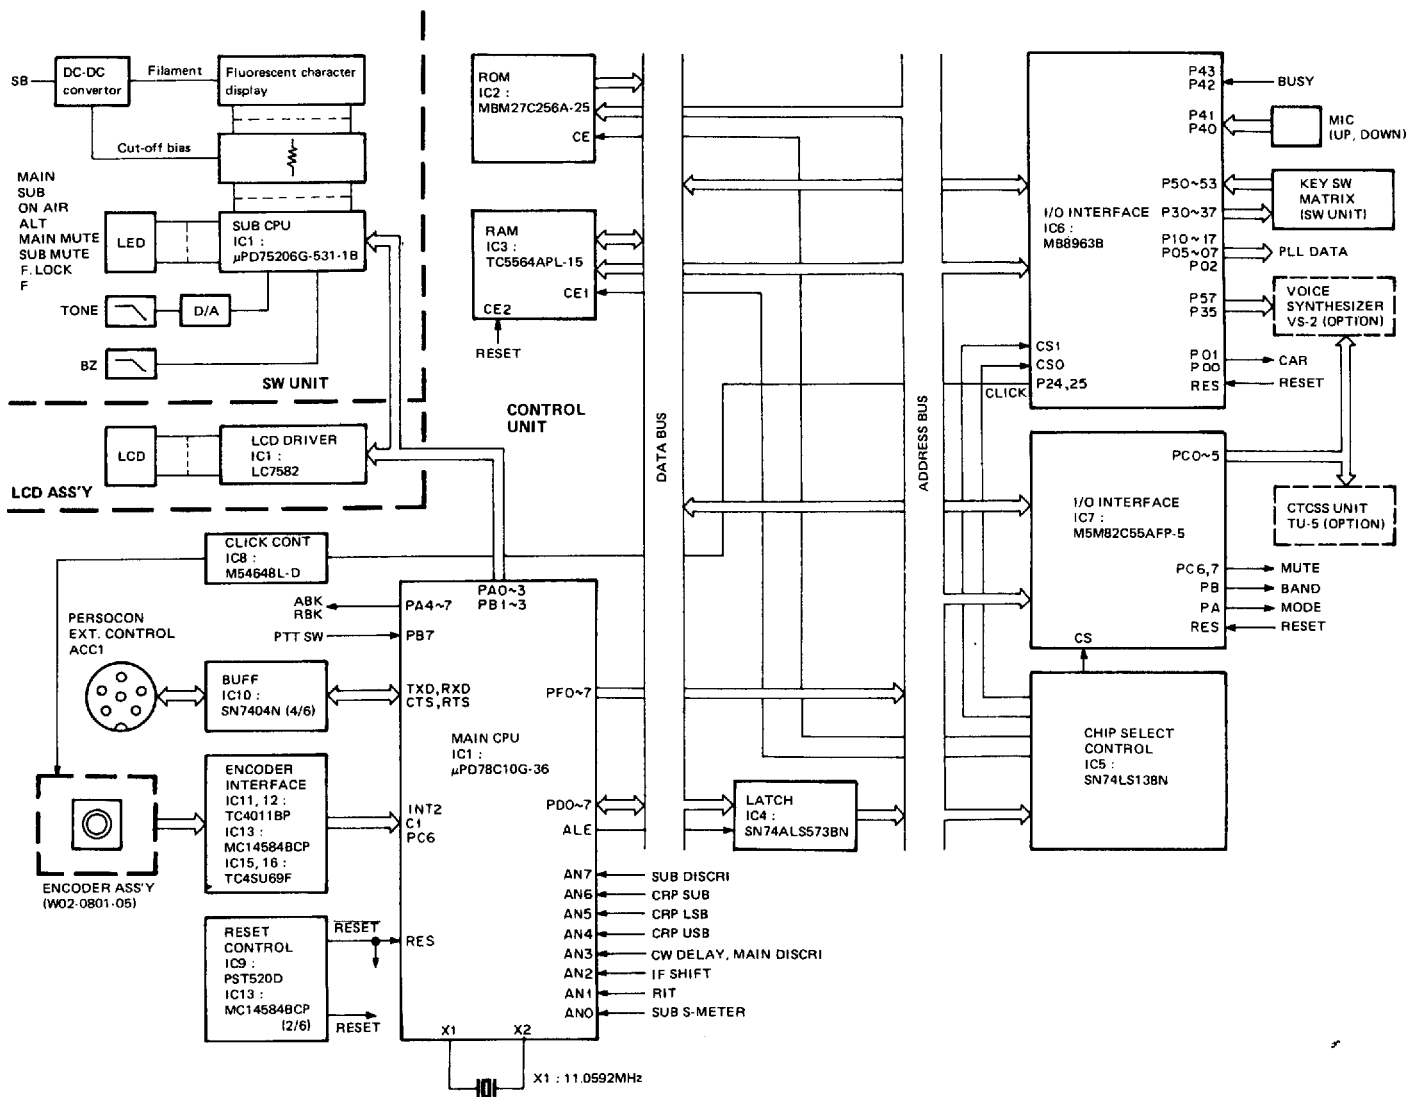 SB
DC-DC
convertor
Filament
Fluorescent character
display
Cut-off bias
MAIN
SUB
ON AIR
ALT
MAIN MUTE
SUB MUTE
F. LOCK
F
LED
SUB CPU
IC1 :
µPD75206G-531-1B
TONE
D/A
BZ
SW UNIT
LCD
LCD DRIVER
IC1 :
LC7582
LCD ASS'Y
CONTROL
UNIT
ROM
IC2 :
MBM27C256A-25
CE
RAM
IC3 :
TC5564APL-15
CE1
CE2
RESET
DATA BUS
ADDRESS BUS
P43
P42
BUSY
P41
P40
MIC
(UP, DOWN)
P50~53
KEY SW
MATRIX
(SW UNIT)
I/O INTERFACE
IC6 :
MB8963B
P30~37
P10~17
P05~07
P02
PLL DATA
P57
P35
VOICE
SYNTHESIZER
VS-2 (OPTION)
CS1
CS0
P24,25
CLICK
P01
P00
CAR
RES
RESET
PC0~5
I/O INTERFACE
IC7 :
M5M82C55AFP-5
CTCSS UNIT
TU-5 (OPTION)
PC6,7
MUTE
PB
BAND
PA
MODE
RES
RESET
CS
CHIP SELECT
CONTROL
IC5 :
SN74LS138N
CLICK CONT
IC8 :
M54648L-D
PA0~3
PB1~3
ABK
RBK
PA4~7
PTT SW
PB7
PERSOCON
EXT. CONTROL
ACC1
BUFF
IC10 :
SN7404N (4/6)
TXD,RXD
CTS,RTS
PF0~7
MAIN CPU
IC1 :
µPD78C10G-36
ENCODER
INTERFACE
IC11, 12 :
TC4011BP
IC13 :
MC14584BCP
IC15, 16 :
TC4SU69F
INT2
C1
PC6
PD0~7
ALE
LATCH
IC4 :
SN74ALS573BN
ENCODER ASS'Y
(W02-0801-05)
AN7
SUB DISCRI
AN6
CRP SUB
AN5
CRP LSB
AN4
CRP USB
AN3
CW DELAY, MAIN DISCRI
AN2
IF SHIFT
AN1
RIT
AN0
SUB S-METER
RESET
CONTROL
IC9 :
PST520D
IC13 :
MC14584BCP
(2/6)
RESET
RES
RESET
X1
X2
X1 : 11.0592MHz